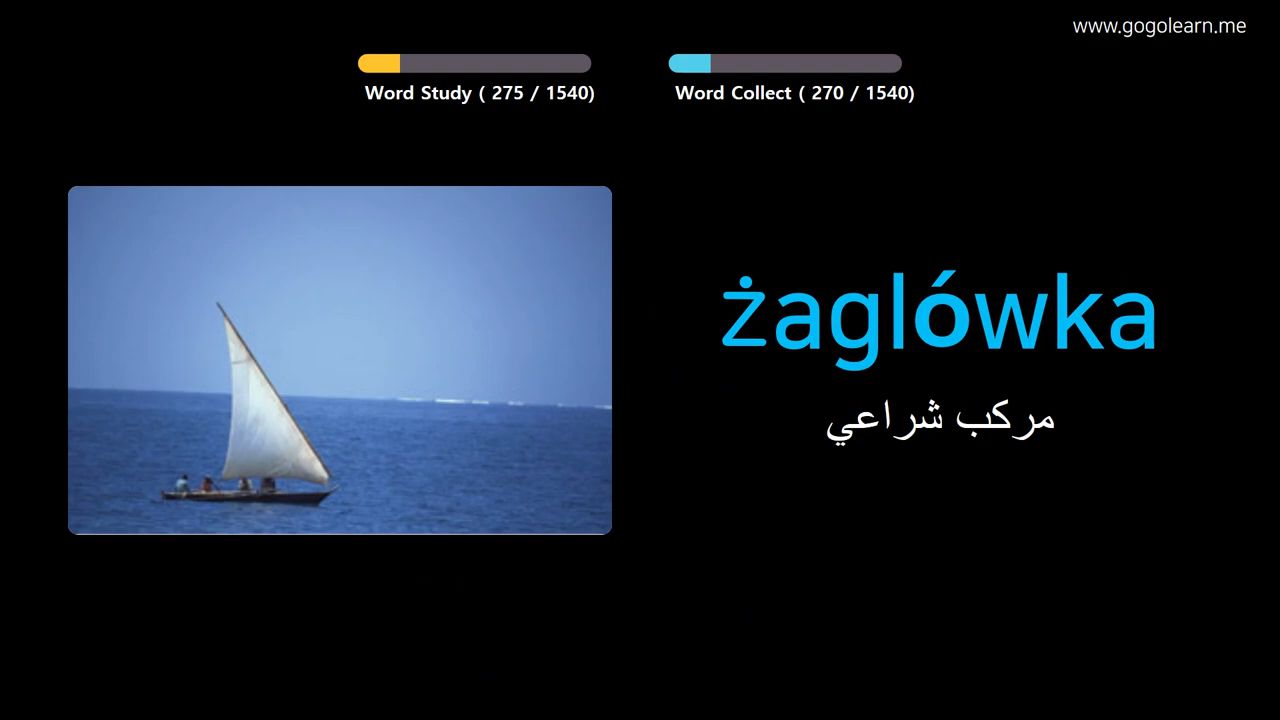 www.gogolearn.me
Word Study ( 275 / 1540)
Word Collect ( 270 / 1540)
żaglówka
مركب شراعي